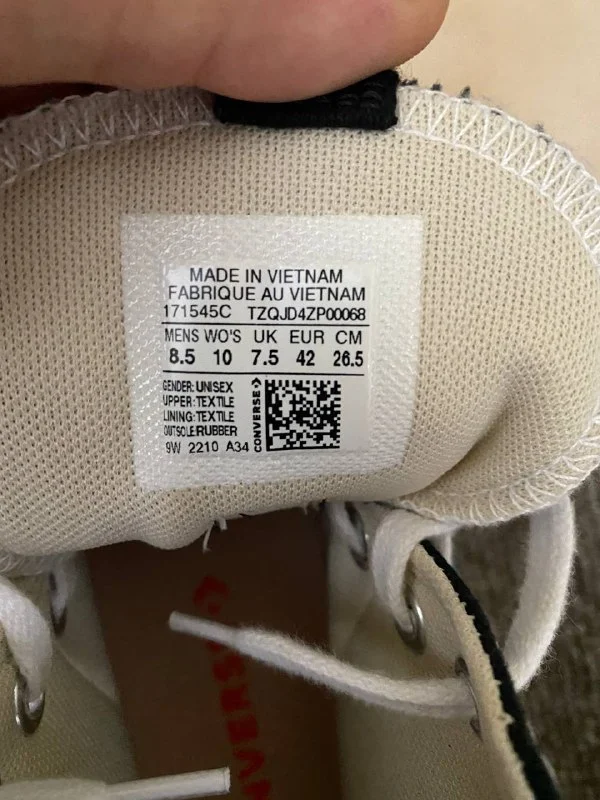 MADE IN VIETNAM
FABRIQUE AU VIETNAM
171545C TZQJD4ZP00068
MENS WO'S UK EUR CM
8.5 10 7.5 42 26.5
GENDER: UNISEX
UPPER: TEXTILE
LINING: TEXTILE
OUTSOLE:RUBBER
9W 2210 A34
CONVERSE
CONVERSE